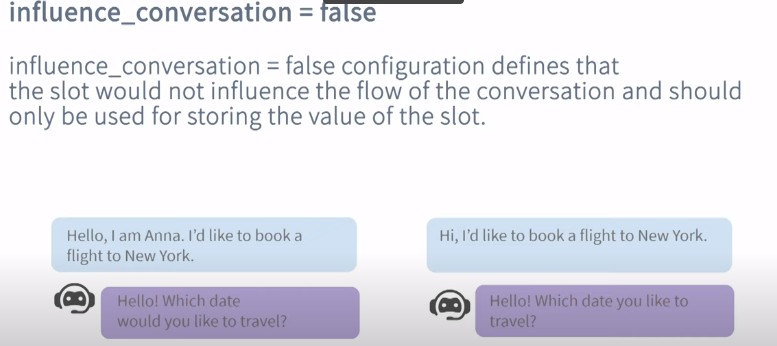 influence_conversation = false
influence_conversation = false configuration defines that
the slot would not influence the flow of the conversation and should
only be used for storing the value of the slot.
Hello, I am Anna. I'd like to book a
flight to New York.
Hello! Which date
would you like to travel?
Hi, I'd like to book a flight to New York.
Hello! Which date you like to
travel?